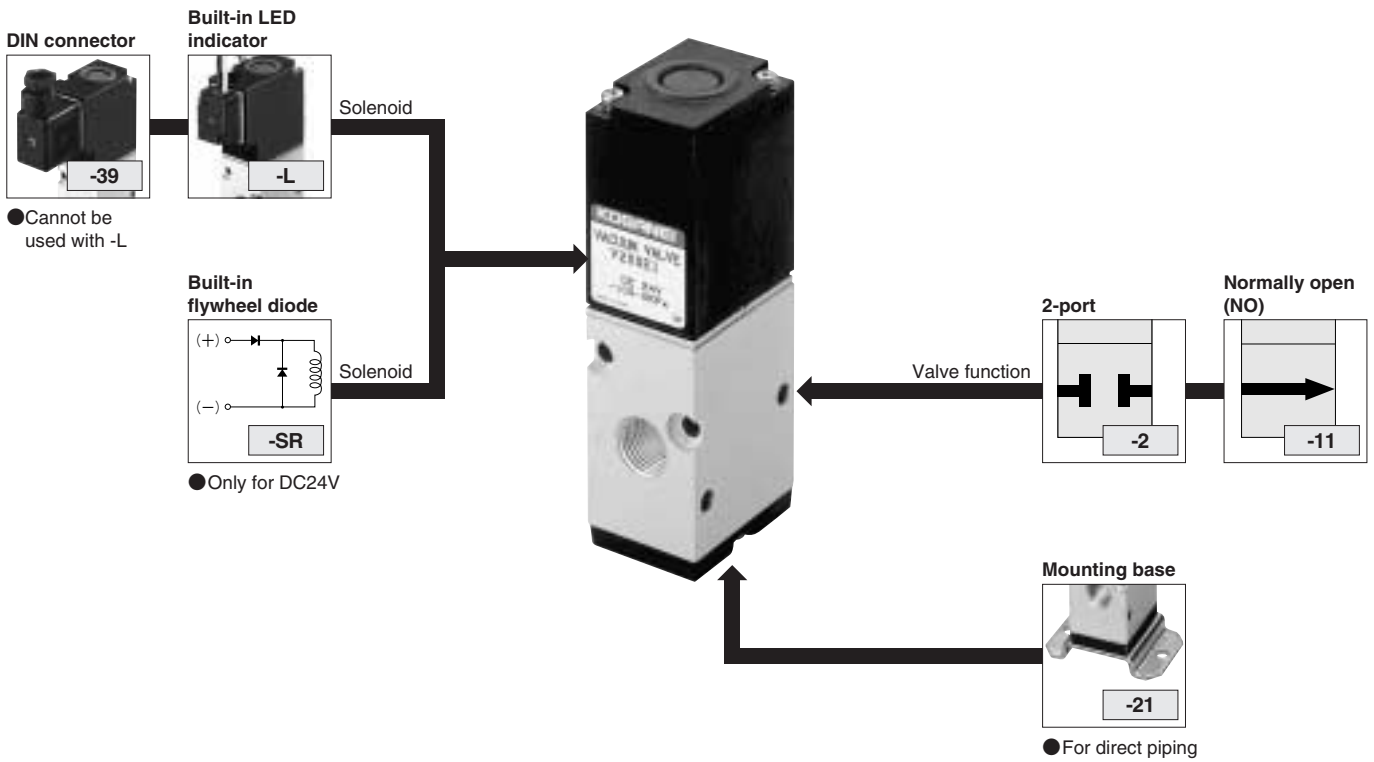 DIN connector
-39
●Cannot be
used with -L
Built-in LED
indicator
-L
Solenoid
Built-in
flywheel diode
(+)
(−)
-SR
Solenoid
●Only for DC24V
VACUUM VALVE
2-port
Valve function
-2
Normally open
(NO)
-11
Mounting base
-21
●For direct piping